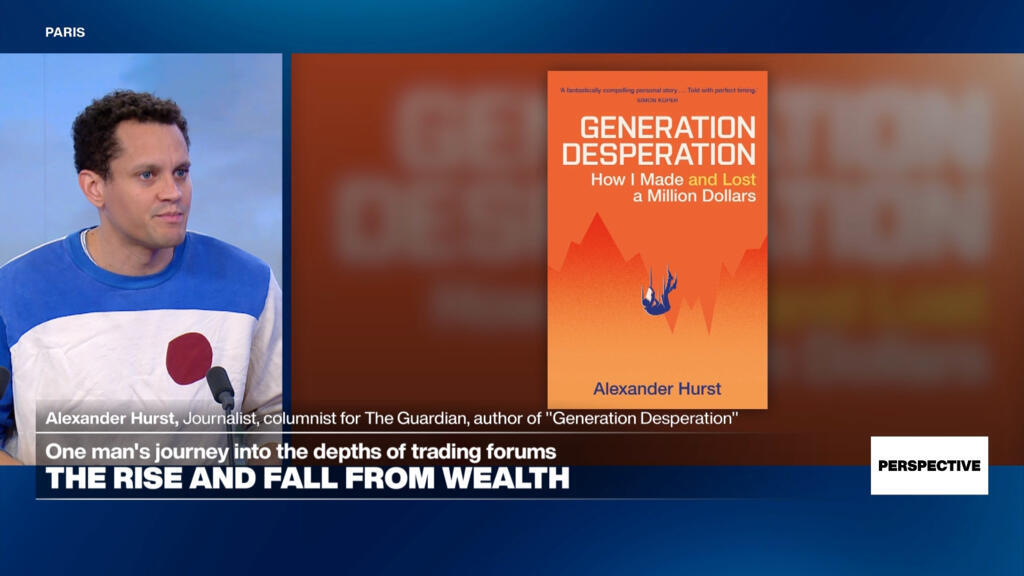 PARIS
'A fantastically compelling personal story . . . Told with perfect timing.'
SIMON KUPER
GENERATION
DESPERATION
How I Made and Lost
a Million Dollars
Alexander Hurst
Alexander Hurst, Journalist, columnist for The Guardian, author of "Generation Desperation"
One man's journey into the depths of trading forums
THE RISE AND FALL FROM WEALTH
PERSPECTIVE